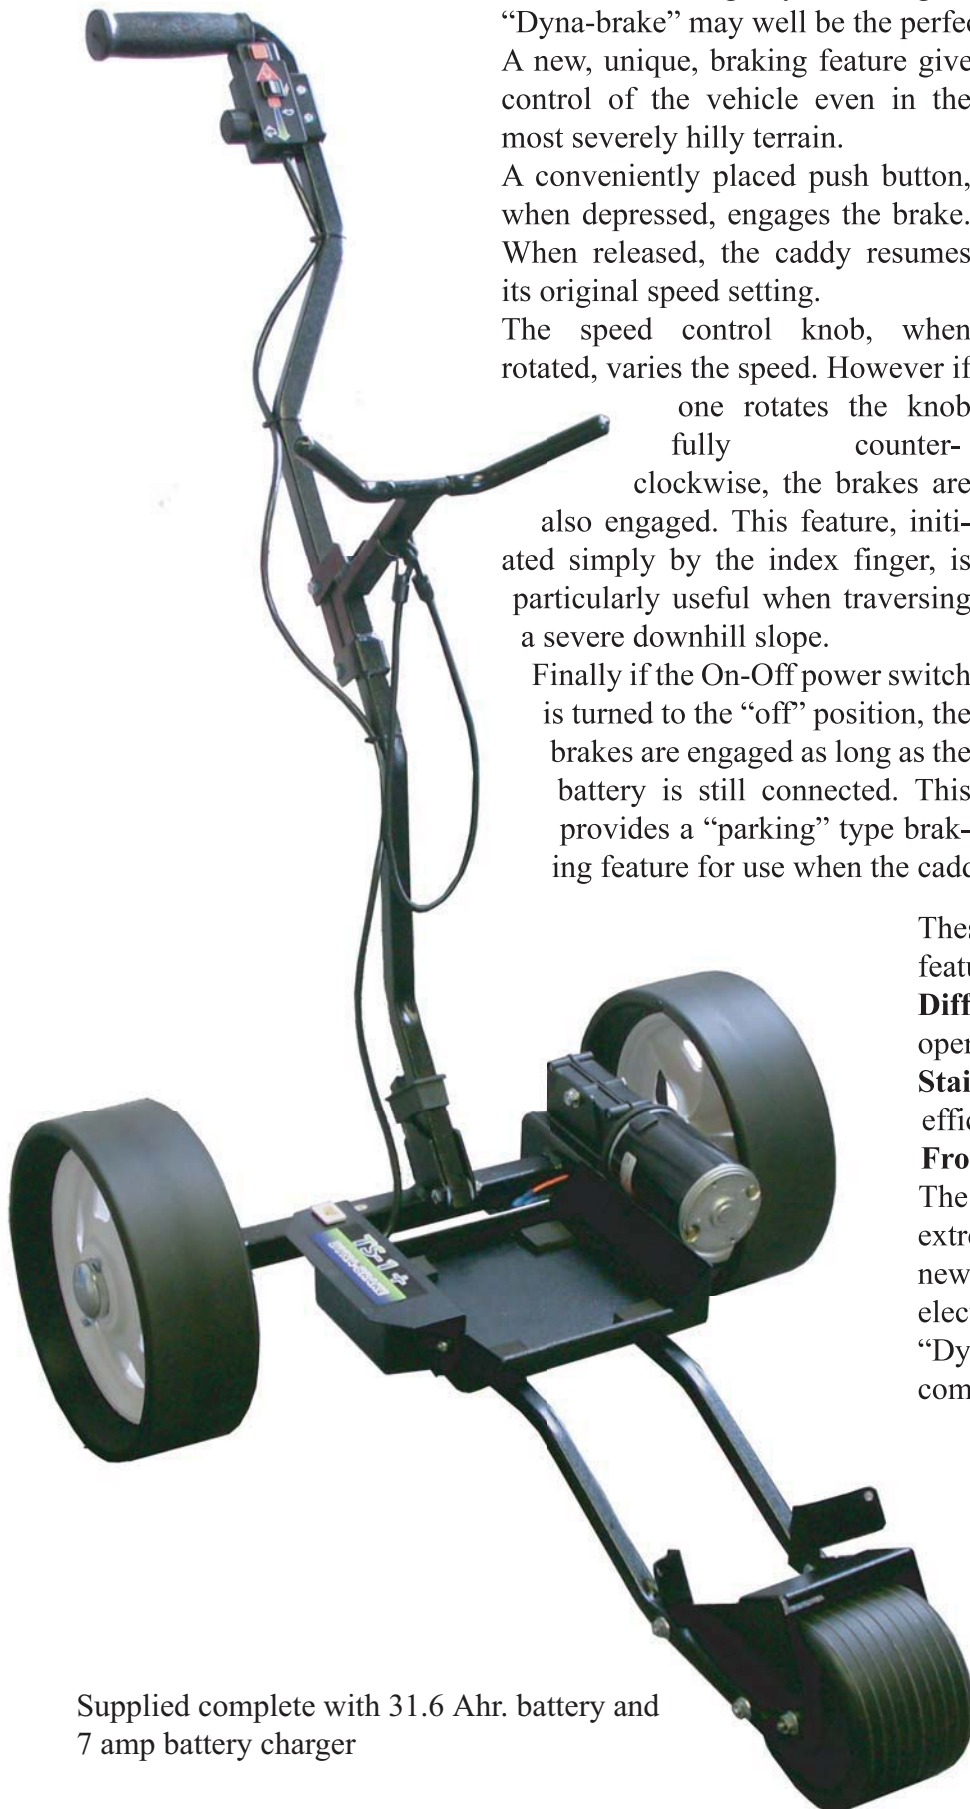 “Dyna-brake” may well be the
A new, unique, braking feature give
control of the vehicle even in the
most severely hilly terrain.
A conveniently placed push button,
when depressed, engages the brake.
When released, the caddy resumes
its original speed setting.
The speed control knob, when
rotated, varies the speed. However if
one rotates the knob
fully counter-
clockwise, the brakes are
also engaged. This feature, initi-
ated simply by the index finger, is
particularly useful when traversing
a severe downhill slope.
Finally if the On-Off power switch
is turned to the “off” position, the
brakes are engaged as long as the
battery is still connected. This
provides a “parking” type brak-
ing feature for use when the
Thes
featu
Diff
oper
Stai
effic
Fro
The
extre
new
elec
“Dy
com
TS-1+
DYNA-BRAKE
Supplied complete with 31.6 Ahr. battery and
7 amp battery charger